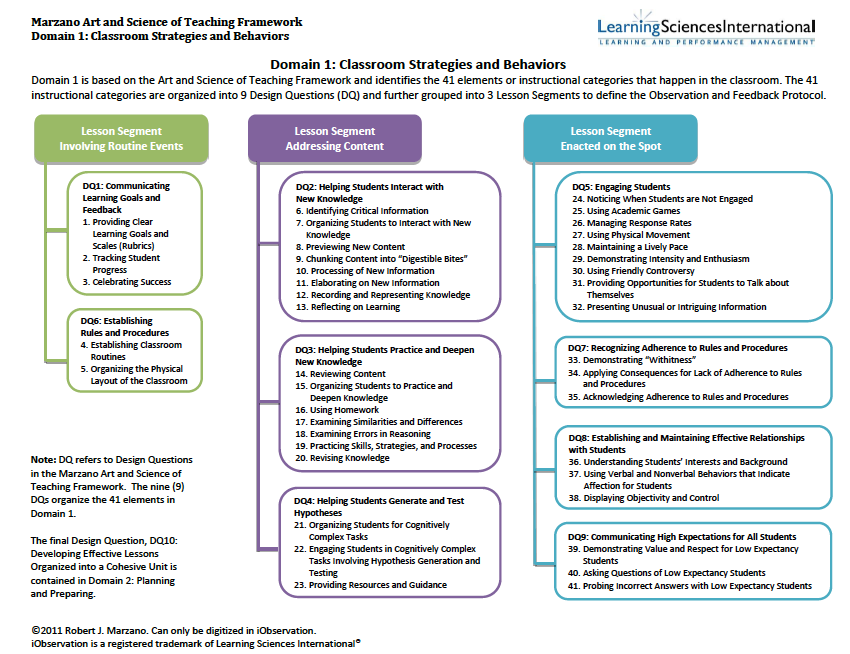 Marzano Art and Science of Teaching Framework
Domain 1: Classroom Strategies and Behaviors
LearningSciencesInternational
LEARNING AND PERFORMANCE MANAGEMENT
Domain 1: Classroom Strategies and Behaviors
Domain 1 is based on the Art and Science of Teaching Framework and identifies the 41 elements or instructional categories that happen in the classroom. The 41
instructional categories are organized into 9 Design Questions (DQ) and further grouped into 3 Lesson Segments to define the Observation and Feedback Protocol.
Lesson Segment
Involving Routine Events
DQ1: Communicating
Learning Goals and
Feedback
1. Providing Clear
Learning Goals and
Scales (Rubrics)
2. Tracking Student
Progress
3. Celebrating Success
DQ6: Establishing
Rules and Procedures
4. Establishing Classroom
Routines
5. Organizing the Physical
Layout of the Classroom
Note: DQ refers to Design Questions
in the Marzano Art and Science of
Teaching Framework. The nine (9)
DQs organize the 41 elements in
Domain 1.
The final Design Question, DQ10:
Developing Effective Lessons
Organized into a Cohesive Unit is
contained in Domain 2: Planning
and Preparing.
Lesson Segment
Addressing Content
DQ2: Helping Students Interact with
New Knowledge
6. Identifying Critical Information
7. Organizing Students to Interact with New
Knowledge
8. Previewing New Content
9. Chunking Content into “Digestible Bites”
10. Processing of New Information
11. Elaborating on New Information
12. Recording and Representing Knowledge
13. Reflecting on Learning
DQ3: Helping Students Practice and Deepen
New Knowledge
14. Reviewing Content
15. Organizing Students to Practice and
Deepen Knowledge
16. Using Homework
17. Examining Similarities and Differences
18. Examining Errors in Reasoning
19. Practicing Skills, Strategies, and Processes
20. Revising Knowledge
DQ4: Helping Students Generate and Test
Hypotheses
21. Organizing Students for Cognitively
Complex Tasks
22. Engaging Students in Cognitively Complex
Tasks Involving Hypothesis Generation and
Testing
23. Providing Resources and Guidance
Lesson Segment
Enacted on the Spot
DQ5: Engaging Students
24. Noticing When Students are Not Engaged
25. Using Academic Games
26. Managing Response Rates
27. Using Physical Movement
28. Maintaining a Lively Pace
29. Demonstrating Intensity and Enthusiasm
30. Using Friendly Controversy
31. Providing Opportunities for Students to Talk about
Themselves
32. Presenting Unusual or Intriguing Information
DQ7: Recognizing Adherence to Rules and Procedures
33. Demonstrating “Withitness”
34. Applying Consequences for Lack of Adherence to Rules
and Procedures
35. Acknowledging Adherence to Rules and Procedures
DQ8: Establishing and Maintaining Effective Relationships
with Students
36. Understanding Students’ Interests and Background
37. Using Verbal and Nonverbal Behaviors that Indicate
Affection for Students
38. Displaying Objectivity and Control
DQ9: Communicating High Expectations for All Students
39. Demonstrating Value and Respect for Low Expectancy
Students
40. Asking Questions of Low Expectancy Students
41. Probing Incorrect Answers with Low Expectancy Students
©2011 Robert J. Marzano. Can only be digitized in iObservation.
iObservation is a registered trademark of Learning Sciences International®